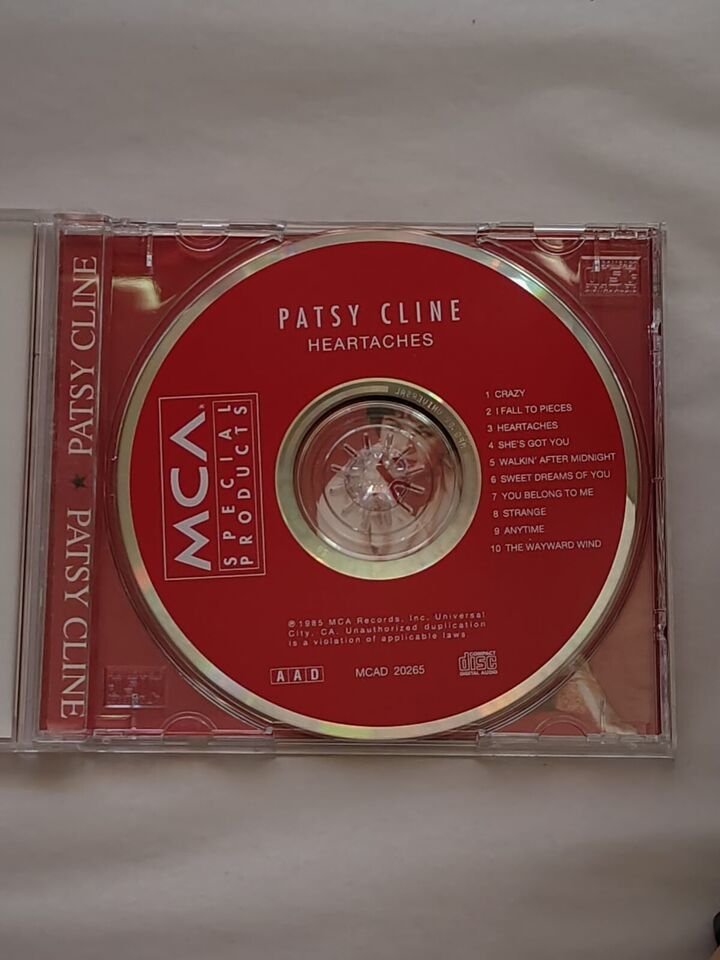 PATSY CLINE ★ PATSY CLINE
PATSY CLINE
HEARTACHES
MCA
SPECIAL
PRODUCTS
1 CRAZY
2 I FALL TO PIECES
3 HEARTACHES
4 SHE'S GOT YOU
5 WALKIN' AFTER MIDNIGHT
6 SWEET DREAMS OF YOU
7 YOU BELONG TO ME
8 STRANGE
9 ANYTIME
10 THE WAYWARD WIND
℗1985 MCA Records, Inc. Universal
City, CA. Unauthorized duplication
is a violation of applicable laws
AAD
MCAD 20265
COMPACT
disc
DIGITAL AUDIO